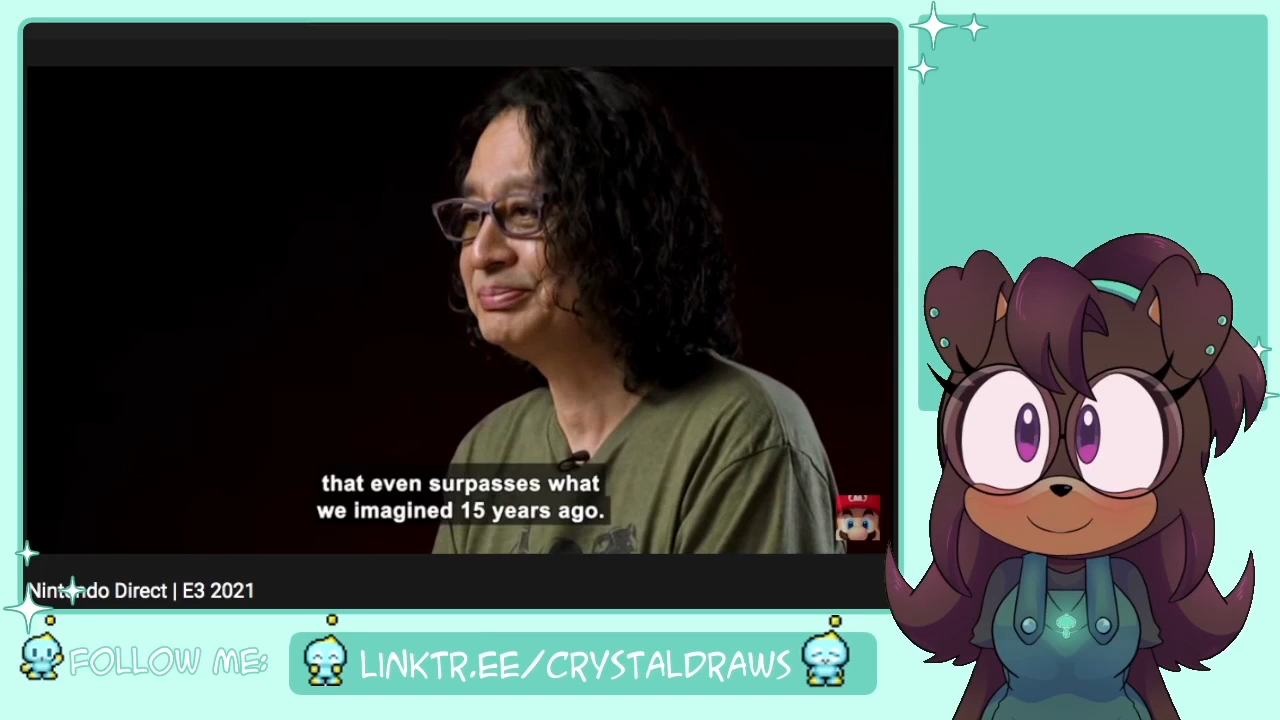 that even surpasses what
we imagined 15 years ago.
Nintendo Direct | E3 2021
FOLLOW ME:
LINKTR.EE/CRYSTALDRAWS